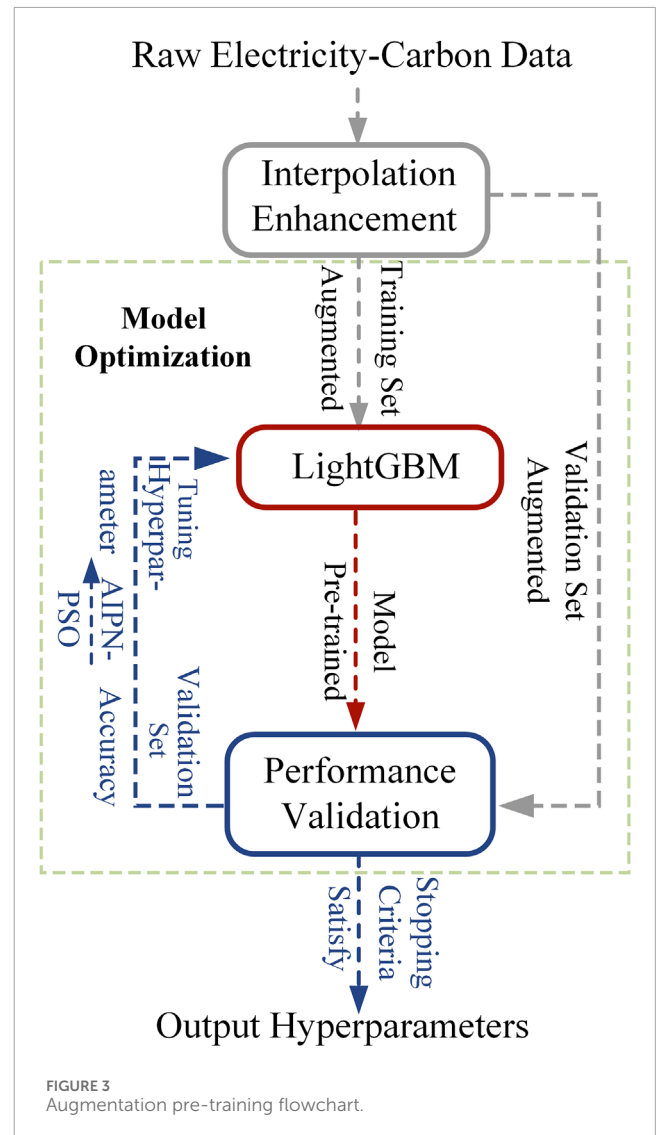 Raw Electricity-Carbon Data
Interpolation
Enhancement
Training Set
Augmented
Model
Optimization
LightGBM
Validation Set
Augmented
Tuning
Hyperpar-
ameter
AIPN-
PSO
Model
Pre-trained
Validation
Set
Accuracy
Performance
Validation
Stopping
Criteria
Satisfy
Output Hyperparameters
FIGURE 3
Augmentation pre-training flowchart.